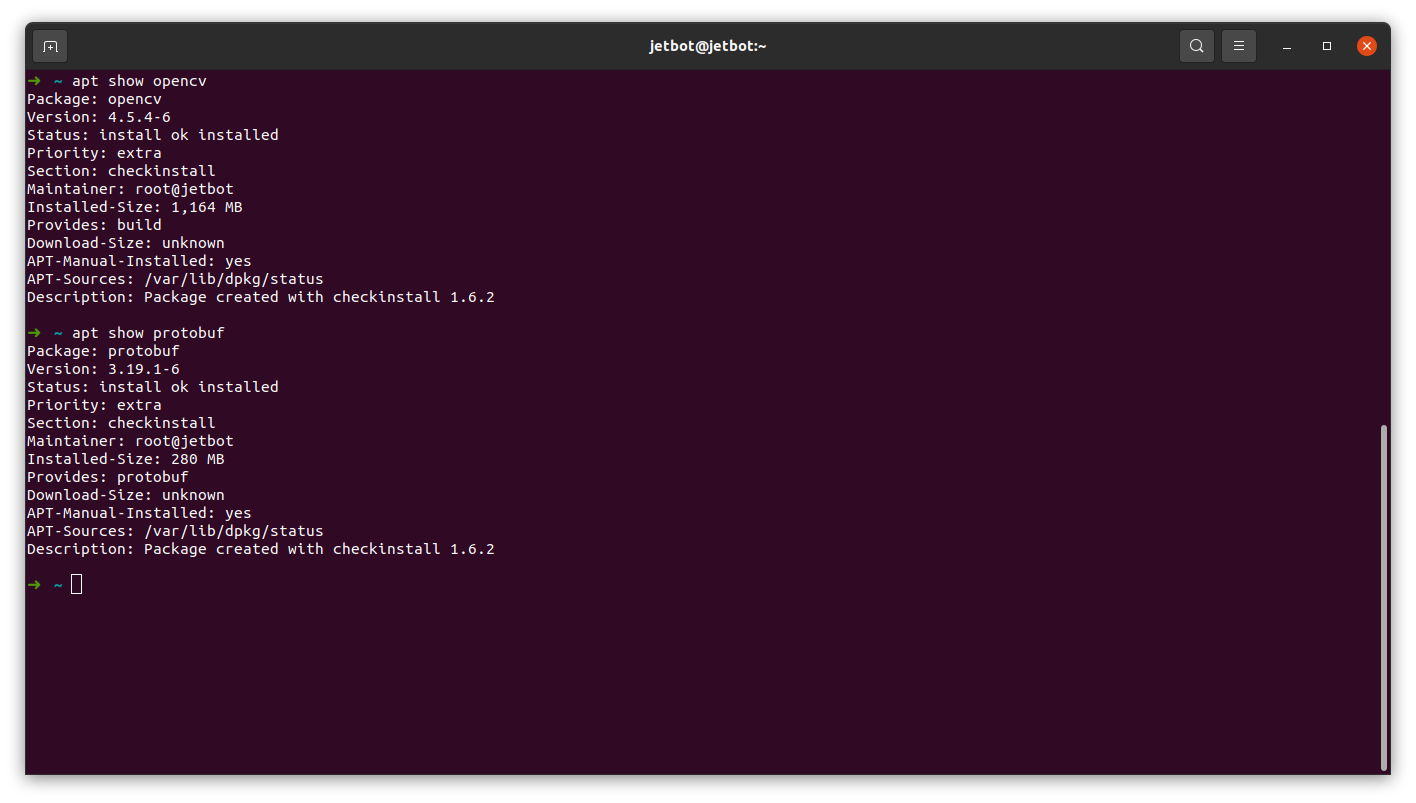 jetbot@jetbot:~
➜ ~ apt show opencv
Package: opencv
Version: 4.5.4-6
Status: install ok installed
Priority: extra
Section: checkinstall
Maintainer: root@jetbot
Installed-Size: 1,164 MB
Provides: build
Download-Size: unknown
APT-Manual-Installed: yes
APT-Sources: /var/lib/dpkg/status
Description: Package created with checkinstall 1.6.2
➜ ~ apt show protobuf
Package: protobuf
Version: 3.19.1-6
Status: install ok installed
Priority: extra
Section: checkinstall
Maintainer: root@jetbot
Installed-Size: 280 MB
Provides: protobuf
Download-Size: unknown
APT-Manual-Installed: yes
APT-Sources: /var/lib/dpkg/status
Description: Package created with checkinstall 1.6.2
➜ ~